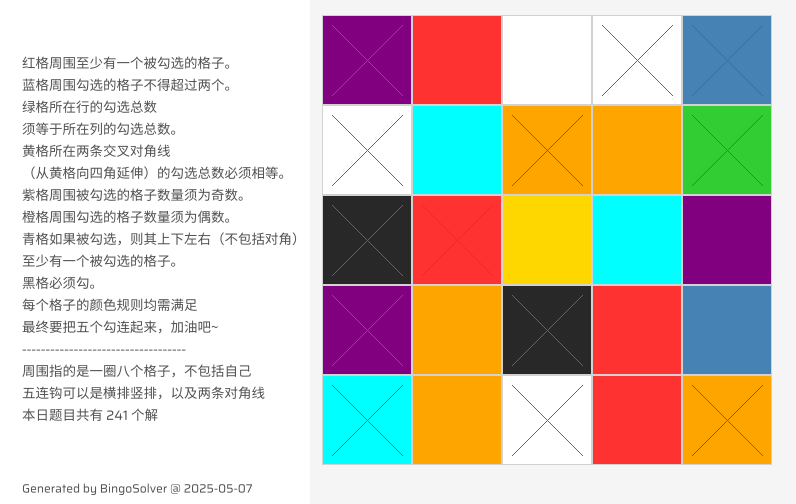 红格周围至少有一个被勾选的格子。
蓝格周围勾选的格子不得超过两个。
绿格所在行的勾选总数
须等于所在列的勾选总数。
黄格所在两条交叉对角线
（从黄格向四角延伸）的勾选总数必须相等。
紫格周围被勾选的格子数量须为奇数。
橙格周围勾选的格子数量须为偶数。
青格如果被勾选，则其上下左右（不包括对角）
至少有一个被勾选的格子。
黑格必须勾。
每个格子的颜色规则均需满足
最终要把五个勾连起来，加油吧~
-----------------------------------
周围指的是一圈八个格子，不包括自己
五连钩可以是横排竖排，以及两条对角线
本日题目共有 241 个解
Generated by BingoSolver @ 2025-05-07